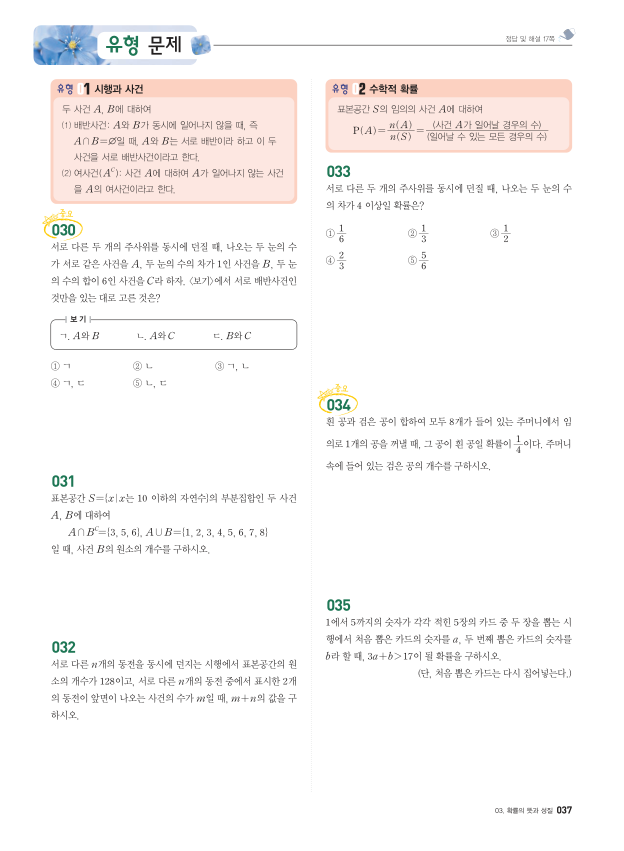 유형 문제
정답 및 해설 17쪽
유형 01 시행과 사건
두 사건 A, B에 대하여
⑴ 배반사건: A와 B가 동시에 일어나지 않을 때, 즉
A∩B=∅일 때, A와 B는 서로 배반이라 하고 이 두
사건을 서로 배반사건이라고 한다.
⑵ 여사건(Aᶜ): 사건 A에 대하여 A가 일어나지 않는 사건
을 A의 여사건이라고 한다.
중요
030
서로 다른 두 개의 주사위를 동시에 던질 때, 나오는 두 눈의 수
가 서로 같은 사건을 A, 두 눈의 수의 차가 1인 사건을 B, 두 눈
의 수의 합이 6인 사건을 C라 하자. 〈보기〉에서 서로 배반사건인
것만을 있는 대로 고른 것은?
보기
ㄱ. A와 B ㄴ. A와 C ㄷ. B와 C
① ㄱ ② ㄴ ③ ㄱ, ㄴ
④ ㄱ, ㄷ ⑤ ㄴ, ㄷ
031
표본공간 S={x|x는 10 이하의 자연수}의 부분집합인 두 사건
A, B에 대하여
A∩Bᶜ={3, 5, 6}, A∪B={1, 2, 3, 4, 5, 6, 7, 8}
일 때, 사건 B의 원소의 개수를 구하시오.
032
서로 다른 n개의 동전을 동시에 던지는 시행에서 표본공간의 원
소의 개수가 128이고, 서로 다른 n개의 동전 중에서 표시한 2개
의 동전이 앞면이 나오는 사건의 수가 m일 때, m+n의 값을 구
하시오.
유형 02 수학적 확률
표본공간 S의 임의의 사건 A에 대하여
P(A)=n(A)/n(S)=(사건 A가 일어날 경우의 수)/(일어날 수 있는 모든 경우의 수)
033
서로 다른 두 개의 주사위를 동시에 던질 때, 나오는 두 눈의 수
의 차가 4 이상일 확률은?
① 1/6 ② 1/3 ③ 1/2
④ 2/3 ⑤ 5/6
중요
034
흰 공과 검은 공이 합하여 모두 8개가 들어 있는 주머니에서 임
의로 1개의 공을 꺼낼 때, 그 공이 흰 공일 확률이 1/4이다. 주머니
속에 들어 있는 검은 공의 개수를 구하시오.
035
1에서 5까지의 숫자가 각각 적힌 5장의 카드 중 두 장을 뽑는 시
행에서 처음 뽑은 카드의 숫자를 a, 두 번째 뽑은 카드의 숫자를
b라 할 때, 3a+b>17이 될 확률을 구하시오.
(단, 처음 뽑은 카드는 다시 집어넣는다.)
03. 확률의 뜻과 성질 037